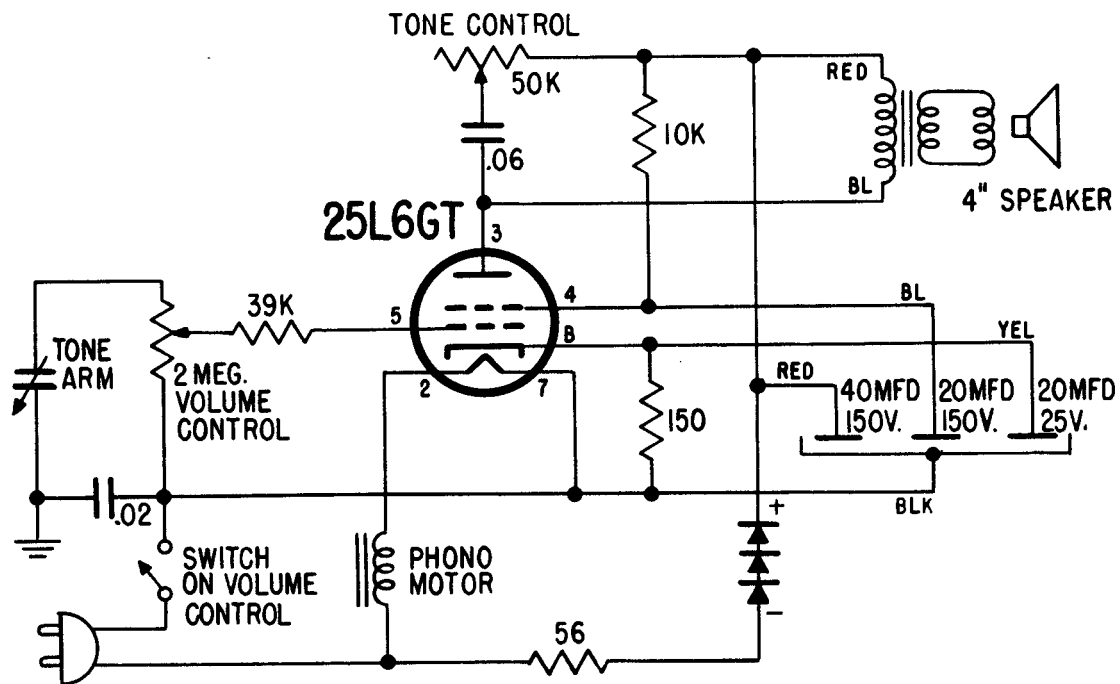 TONE CONTROL
50K
RED
10K
.06
BL
4" SPEAKER
25L6GT
3
4
BL
39K
5
8
YEL
TONE
ARM
2 MEG.
VOLUME
CONTROL
2
7
RED
40MFD
150V.
20MFD
150V.
20MFD
25V.
150
.02
BLK
+
SWITCH
ON VOLUME
CONTROL
PHONO
MOTOR
–
56